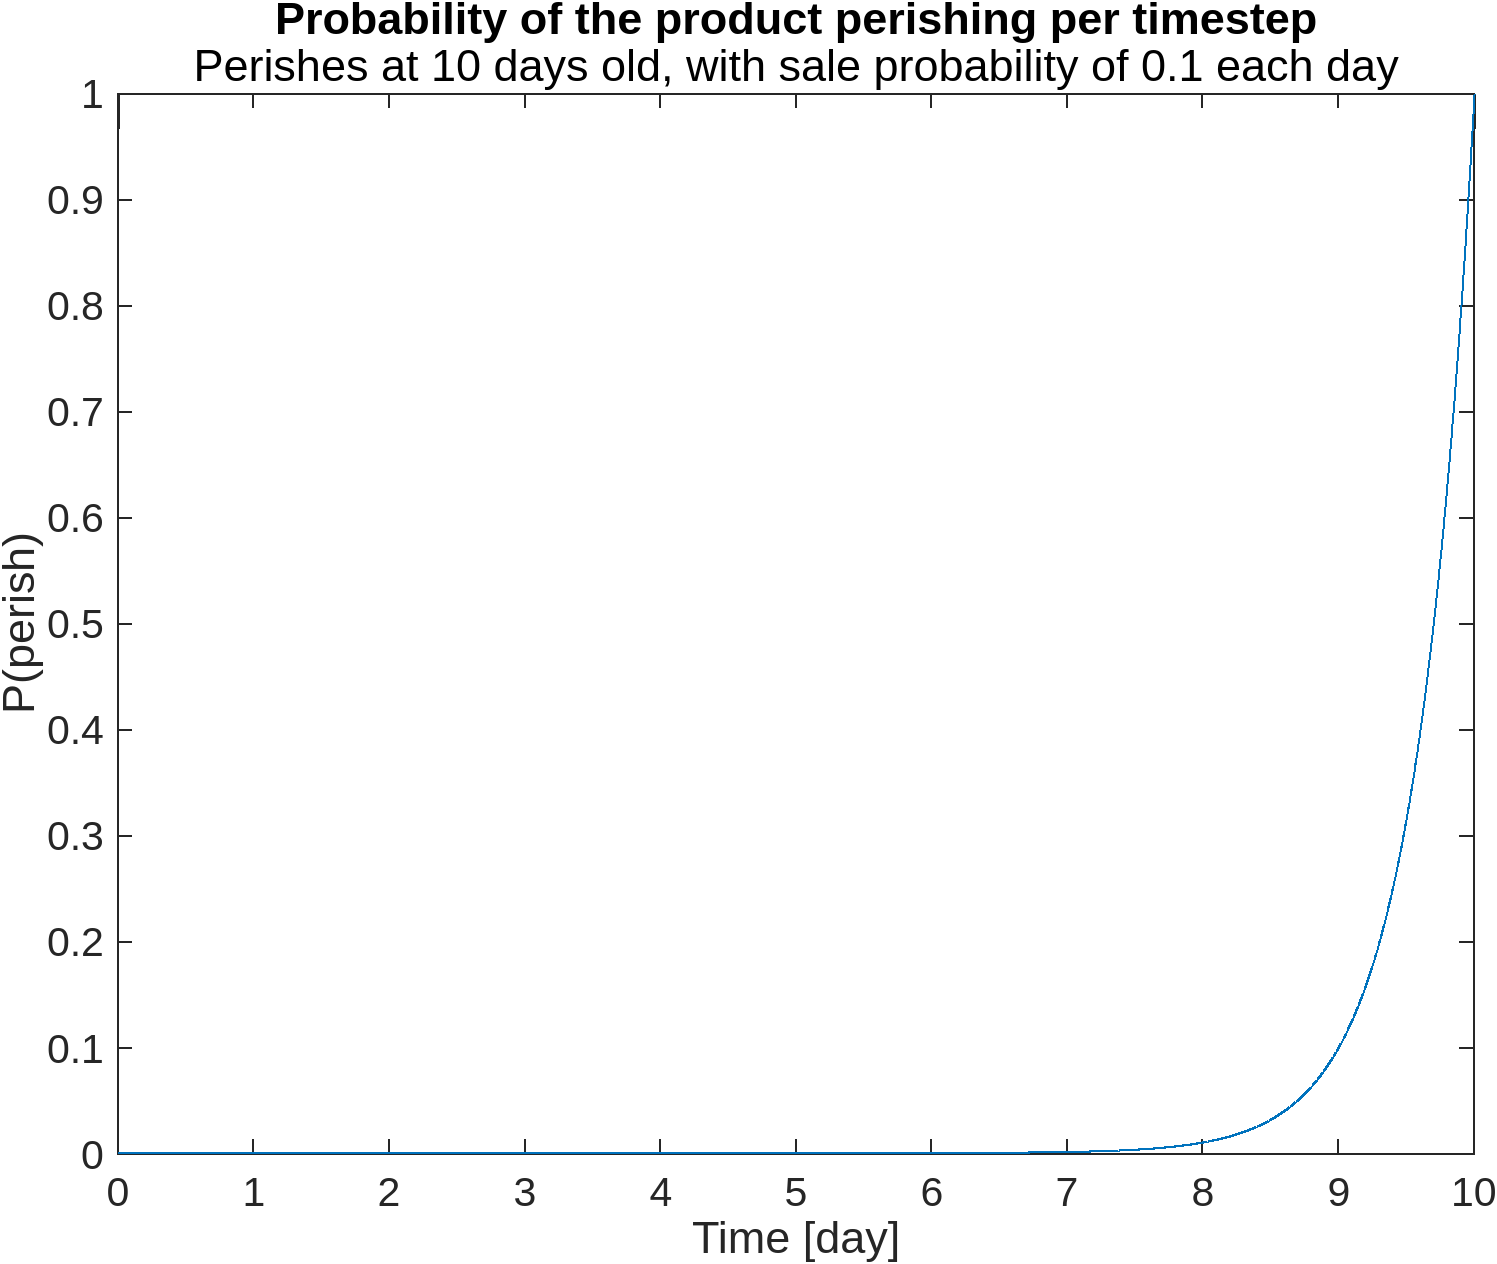 Probability of the product perishing per timestep
Perishes at 10 days old, with sale probability of 0.1 each day
1
0.9
0.8
0.7
0.6
0.5
0.4
0.3
0.2
0.1
0
P(perish)
0 1 2 3 4 5 6 7 8 9 10
Time [day]